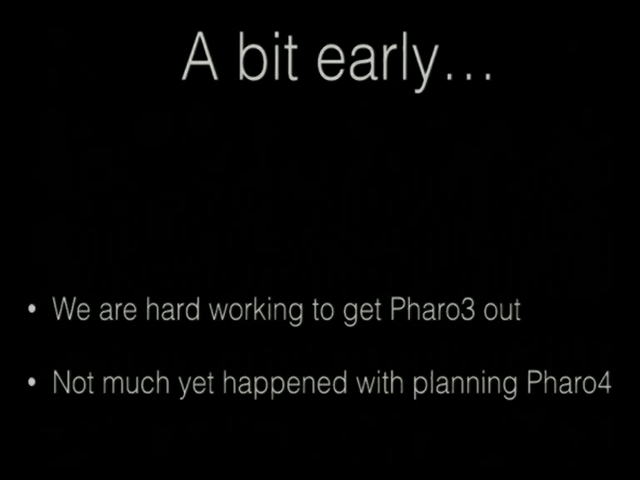 A bit early…
• We are hard working to get Pharo3 out
• Not much yet happened with planning Pharo4